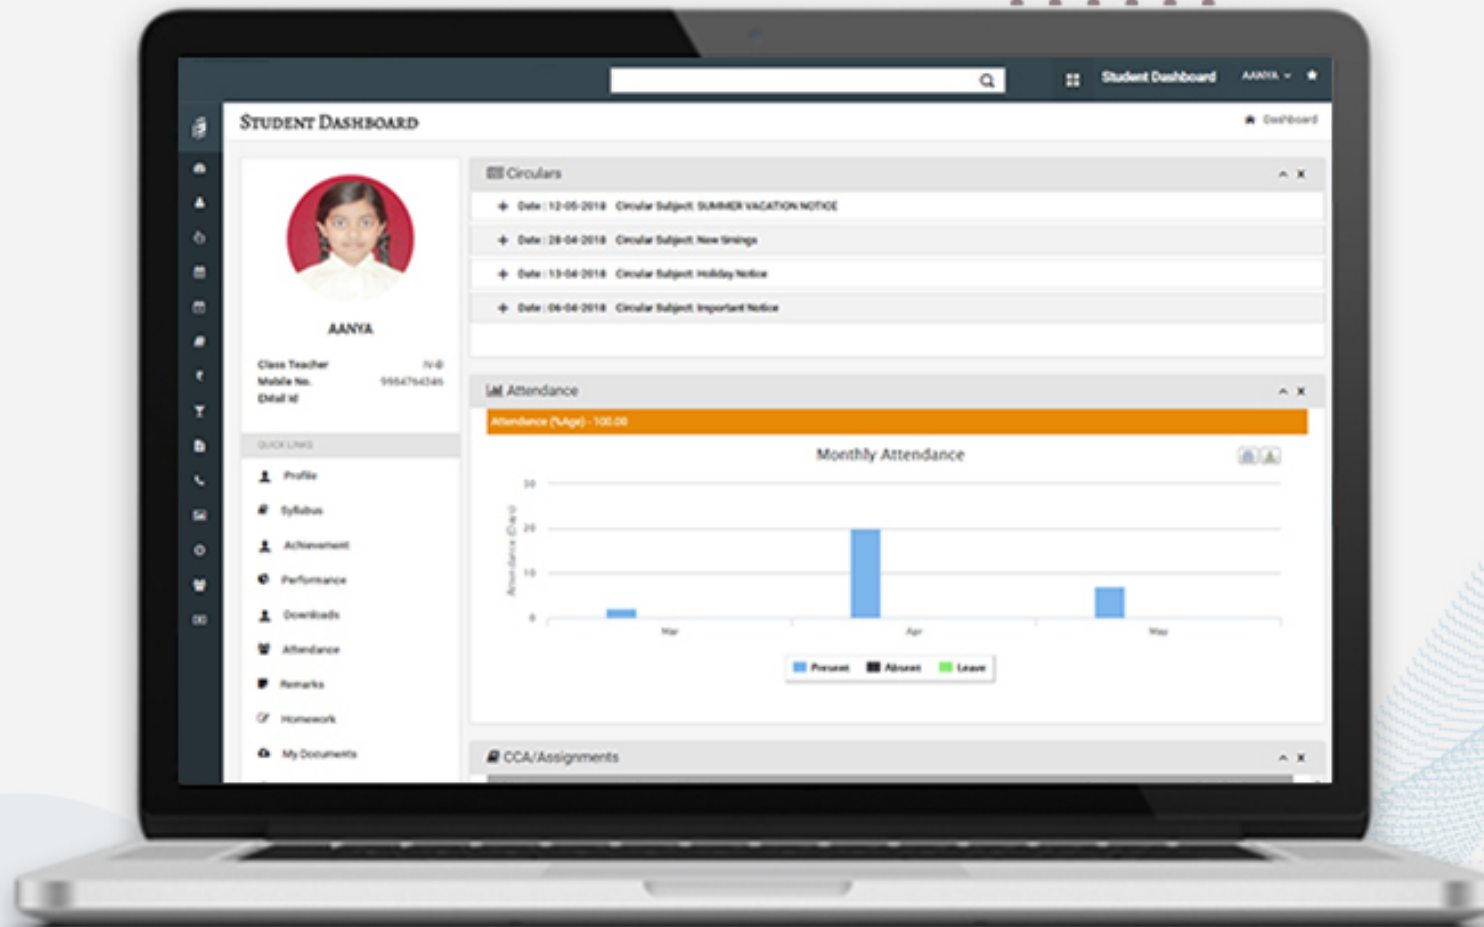 Student Dashboard AANYA
STUDENT DASHBOARD
Dashboard
Circulars
Date : 12-05-2018 Circular Subject: SUMMER VACATION NOTICE
Date : 28-04-2018 Circular Subject: New timings
Date : 13-04-2018 Circular Subject: Holiday Notice
Date : 06-04-2018 Circular Subject: Important Notice
AANYA
Class Teacher IV-B
Mobile No.
EMail Id
QUICK LINKS
Profile
Syllabus
Achievement
Performance
Downloads
Attendance
Remarks
Homework
My Documents
Attendance
Attendance (%Age) - 100.00
Monthly Attendance
Attendance (Days)
30
20
10
0
Mar
Apr
May
Present Absent Leave
CCA/Assignments